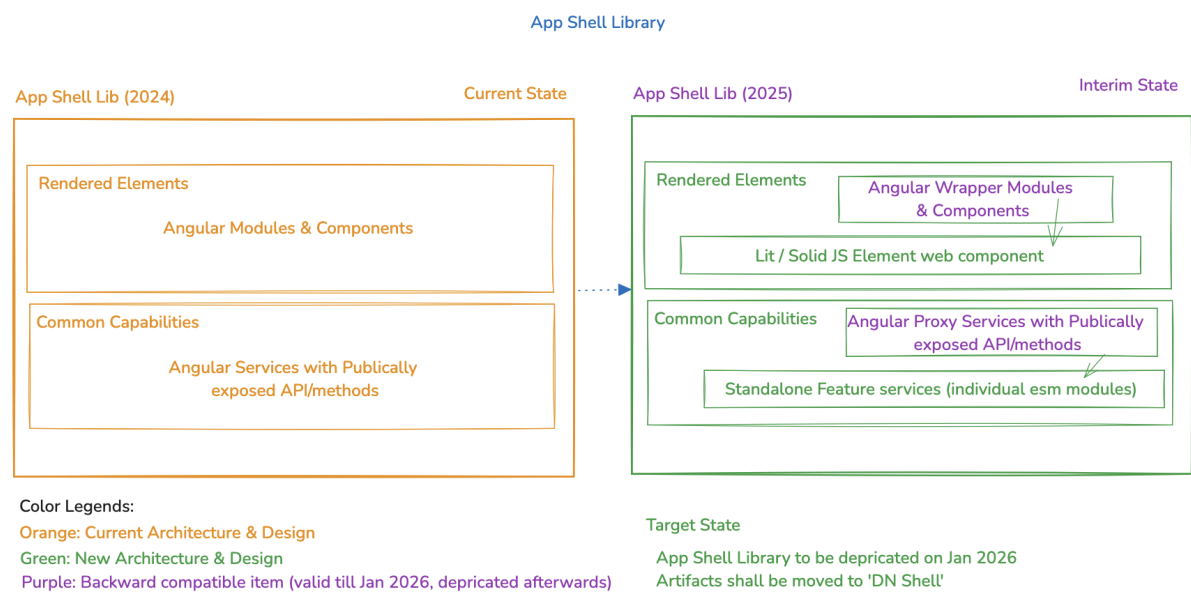 App Shell Library
App Shell Lib (2024)
Current State
Rendered Elements
Angular Modules & Components
Common Capabilities
Angular Services with Publically
exposed API/methods
App Shell Lib (2025)
Interim State
Rendered Elements
Angular Wrapper Modules
& Components
Lit / Solid JS Element web component
Common Capabilities
Angular Proxy Services with Publically
exposed API/methods
Standalone Feature services (individual esm modules)
Color Legends:
Orange: Current Architecture & Design
Green: New Architecture & Design
Purple: Backward compatible item (valid till Jan 2026, depricated afterwards)
Target State
App Shell Library to be depricated on Jan 2026
Artifacts shall be moved to 'DN Shell'